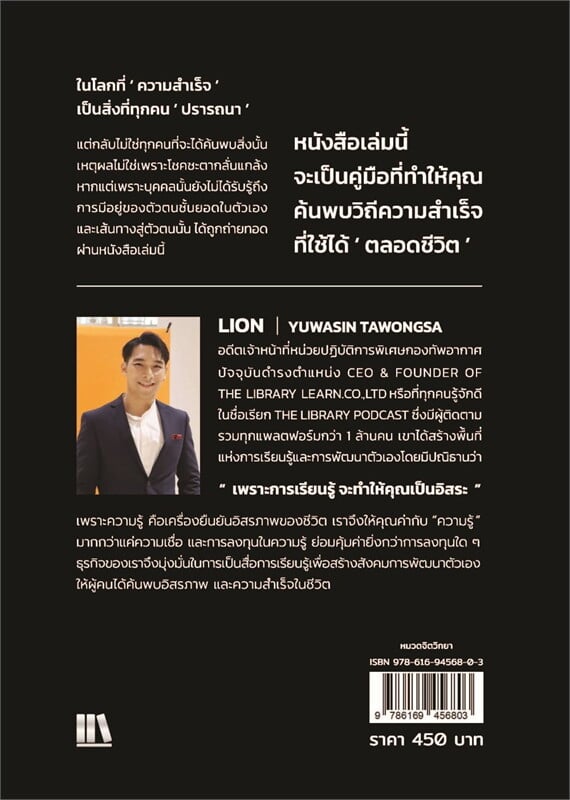 ในโลกที่ ‘ ความสำเร็จ ’
เป็นสิ่งที่ทุกคน ‘ ปรารถนา ’
แต่กลับไม่ใช่ทุกคนที่จะได้ค้นพบสิ่งนั้น
เหตุผลไม่ใช่เพราะโชคชะตากลั่นแกล้ง
หากแต่เพราะบุคคลนั้นยังไม่ได้รับรู้ถึง
การมีอยู่ของตัวตนชั้นยอดในตัวเอง
และเส้นทางสู่ตัวตนนั้น ได้ถูกถ่ายทอด
ผ่านหนังสือเล่มนี้
หนังสือเล่มนี้
จะเป็นคู่มือที่ทำให้คุณ
ค้นพบวิถีความสำเร็จ
ที่ใช้ได้ ‘ ตลอดชีวิต ’
LION | YUWASIN TAWONGSA
อดีตเจ้าหน้าที่หน่วยปฏิบัติการพิเศษกองทัพอากาศ
ปัจจุบันดำรงตำแหน่ง CEO & FOUNDER OF
THE LIBRARY LEARN.CO.,LTD หรือที่ทุกคนรู้จักดี
ในชื่อเรียก THE LIBRARY PODCAST ซึ่งมีผู้ติดตาม
รวมทุกแพลตฟอร์มกว่า 1 ล้านคน เขาได้สร้างพื้นที่
แห่งการเรียนรู้และการพัฒนาตัวเองโดยมีปณิธานว่า
“ เพราะการเรียนรู้ จะทำให้คุณเป็นอิสระ ”
เพราะความรู้ คือเครื่องยืนยันอิสรภาพของชีวิต เราจึงให้คุณค่ากับ “ความรู้”
มากกว่าแค่ความเชื่อ และการลงทุนในความรู้ ย่อมคุ้มค่ายิ่งกว่าการลงทุนใด ๆ
ธุรกิจของเราจึงมุ่งมั่นในการเป็นสื่อการเรียนรู้เพื่อสร้างสังคมการพัฒนาตัวเอง
ให้ผู้คนได้ค้นพบอิสรภาพ และความสำเร็จในชีวิต
หมวดจิตวิทยา
ISBN 978-616-94568-0-3
9 786169 456803
ราคา 450 บาท